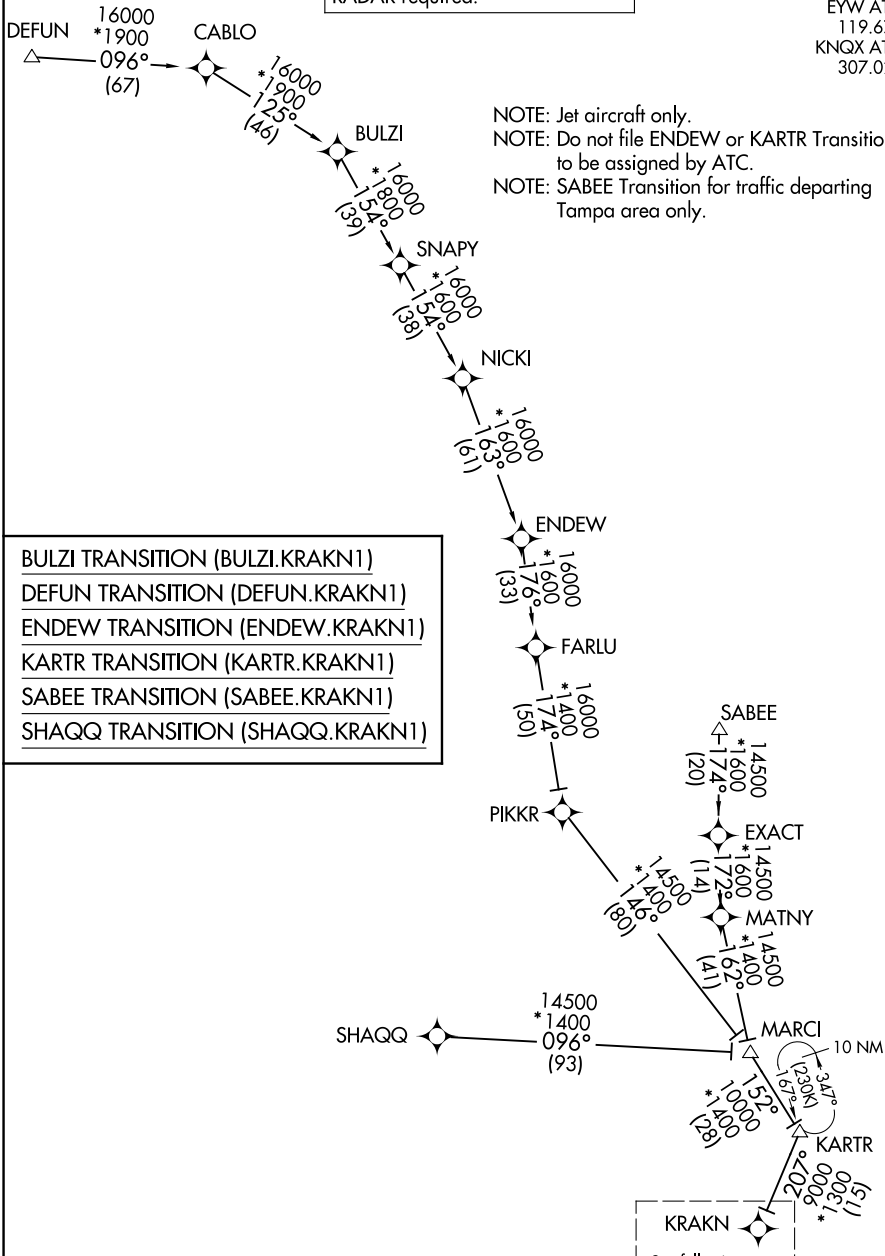 RADAR required.
EYW AT
119.6
KNQX AT
307.0
DEFUN
16000
*1900
096°
(67)
CABLO
16000
*1900
125°
(46)
BULZI
NOTE: Jet aircraft only.
NOTE: Do not file ENDEW or KARTR Transitio
to be assigned by ATC.
NOTE: SABEE Transition for traffic departing
Tampa area only.
16000
*1800
154°
(39)
SNAPY
16000
*1600
154°
(38)
NICKI
16000
*1600
163°
(61)
ENDEW
16000
*1600
176°
(33)
FARLU
16000
*1400
174°
(50)
PIKKR
BULZI TRANSITION (BULZI.KRAKN1)
DEFUN TRANSITION (DEFUN.KRAKN1)
ENDEW TRANSITION (ENDEW.KRAKN1)
KARTR TRANSITION (KARTR.KRAKN1)
SABEE TRANSITION (SABEE.KRAKN1)
SHAQQ TRANSITION (SHAQQ.KRAKN1)
SABEE
14500
*1600
174°
(20)
EXACT
14500
*1600
172°
(14)
MATNY
14500
*1400
162°
(41)
14500
*1400
146°
(80)
SHAQQ
14500
*1400
096°
(93)
MARCI
10 NM
347°
(230K)
167°
152°
10000
*1400
(28)
KARTR
207°
9000
*1300
(15)
KRAKN